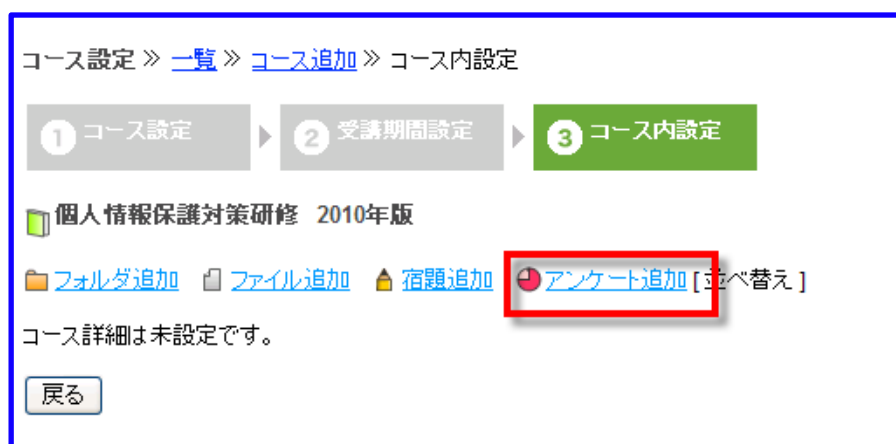 コース設定 ≫ 一覧 ≫ コース追加 ≫ コース内設定
1 コース設定 2 受講期間設定 3 コース内設定
個人情報保護対策研修 2010年版
フォルダ追加 ファイル追加 宿題追加 アンケート追加 [ 並べ替え ]
コース詳細は未設定です。
戻る